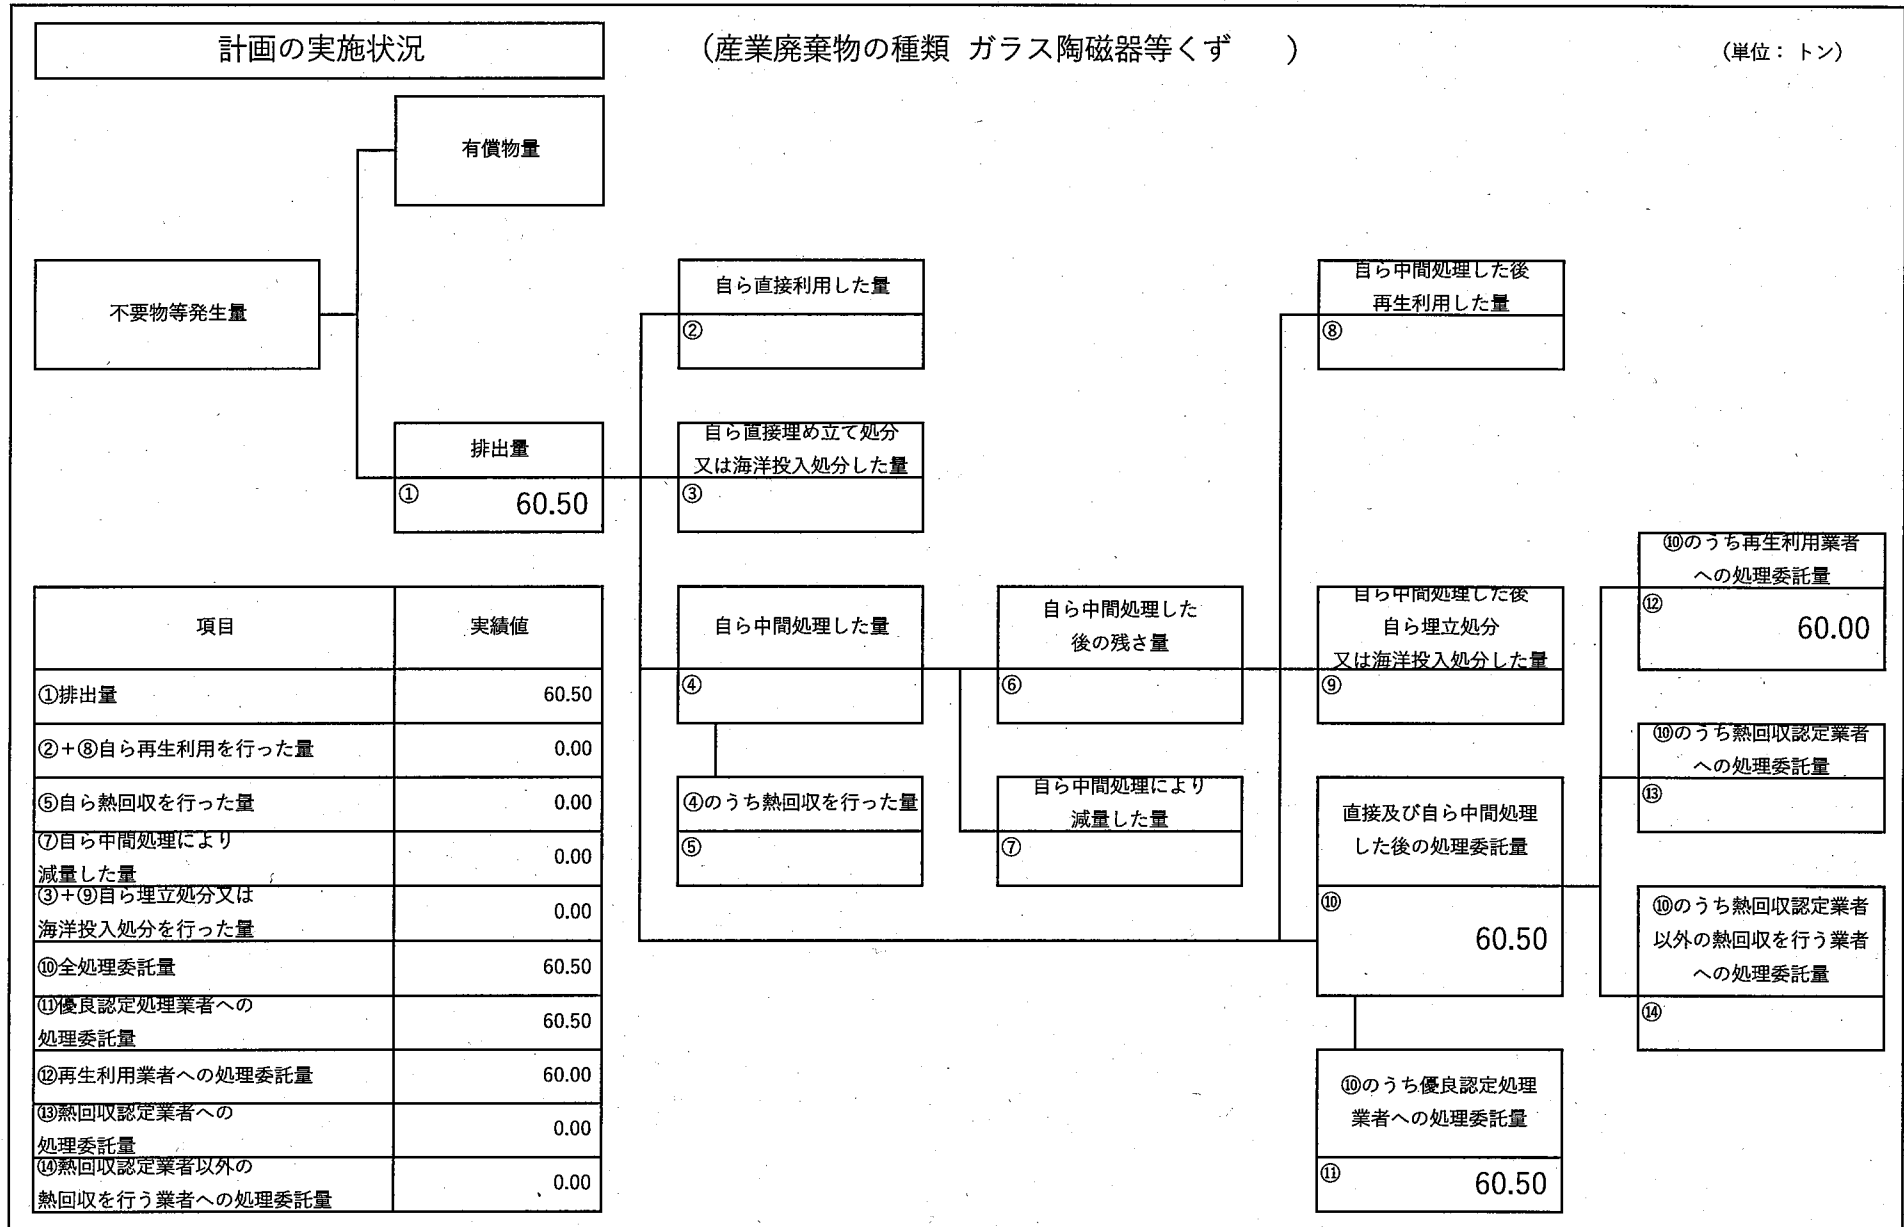 計画の実施状況
（産業廃棄物の種類 ガラス陶磁器等くず　　）
（単位：トン）
有償物量
不要物等発生量
排出量
① 60.50
自ら直接利用した量
②
自ら直接埋め立て処分
又は海洋投入処分した量
③
自ら中間処理した量
④
④のうち熱回収を行った量
⑤
自ら中間処理した
後の残さ量
⑥
自ら中間処理により
減量した量
⑦
自ら中間処理した後
再生利用した量
⑧
自ら中間処理した後
自ら埋立処分
又は海洋投入処分した量
⑨
直接及び自ら中間処理
した後の処理委託量
⑩
60.50
⑩のうち優良認定処理
業者への処理委託量
⑪ 60.50
⑩のうち再生利用業者
への処理委託量
⑫
60.00
⑩のうち熱回収認定業者
への処理委託量
⑬
⑩のうち熱回収認定業者
以外の熱回収を行う業者
への処理委託量
⑭
項目 実績値
①排出量 60.50
②＋⑧自ら再生利用を行った量 0.00
⑤自ら熱回収を行った量 0.00
⑦自ら中間処理により
減量した量 0.00
③＋⑨自ら埋立処分又は
海洋投入処分を行った量 0.00
⑩全処理委託量 60.50
⑪優良認定処理業者への
処理委託量 60.50
⑫再生利用業者への処理委託量 60.00
⑬熱回収認定業者への
処理委託量 0.00
⑭熱回収認定業者以外の
熱回収を行う業者への処理委託量 0.00